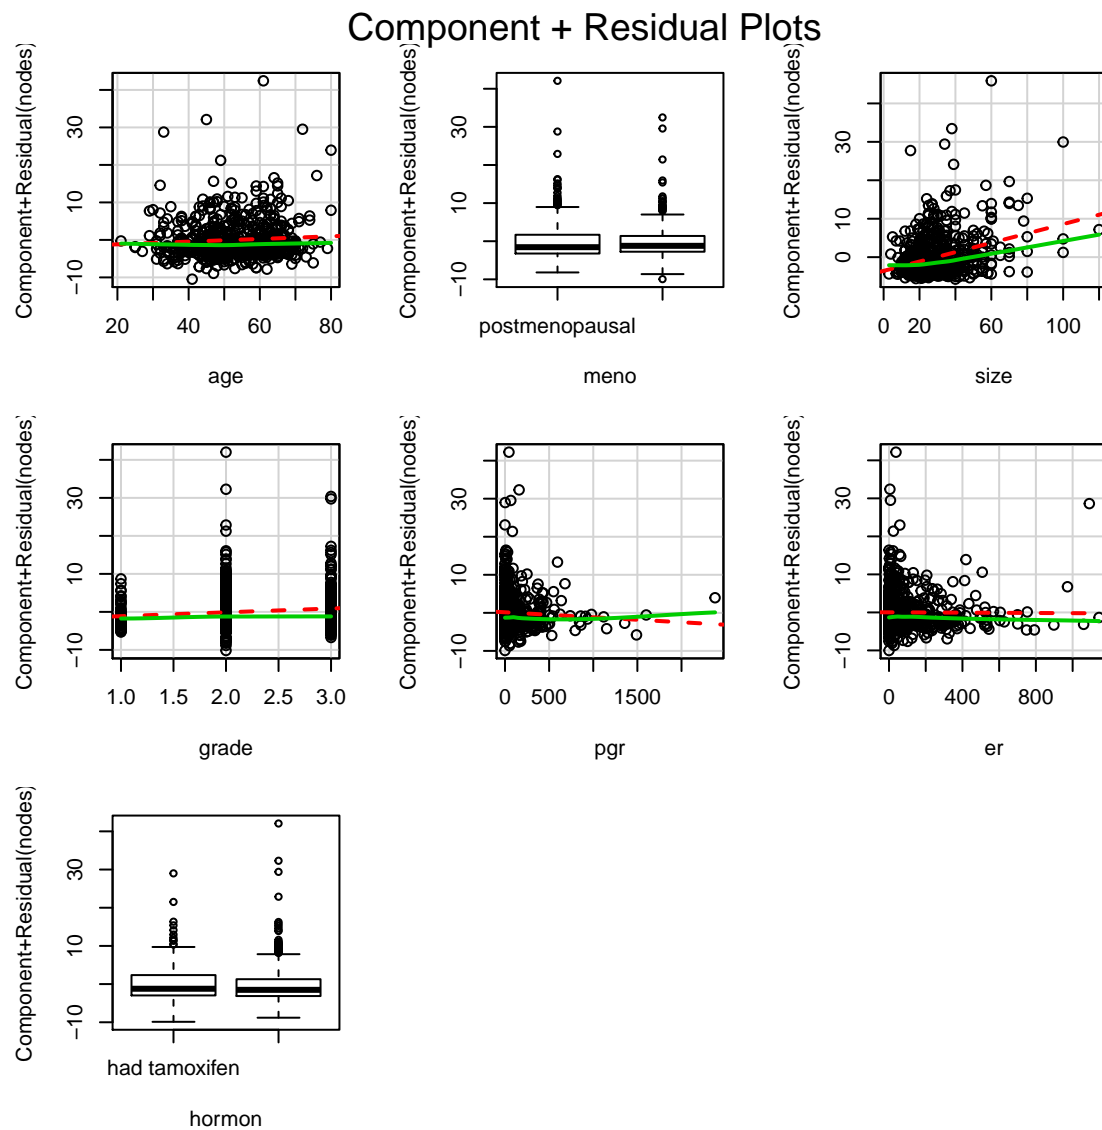 Component + Residual Plots
Component+Residual(nodes)
30
10
−10
20 40 60 80
age
Component+Residual(nodes)
30
10
−10
postmenopausal
meno
Component+Residual(nodes)
30
10
0
0 20 60 100
size
Component+Residual(nodes)
30
10
−10
1.0 1.5 2.0 2.5 3.0
grade
Component+Residual(nodes)
30
10
−10
0 500 1500
pgr
Component+Residual(nodes)
30
10
−10
0 400 800
er
Component+Residual(nodes)
30
10
−10
had tamoxifen
hormon